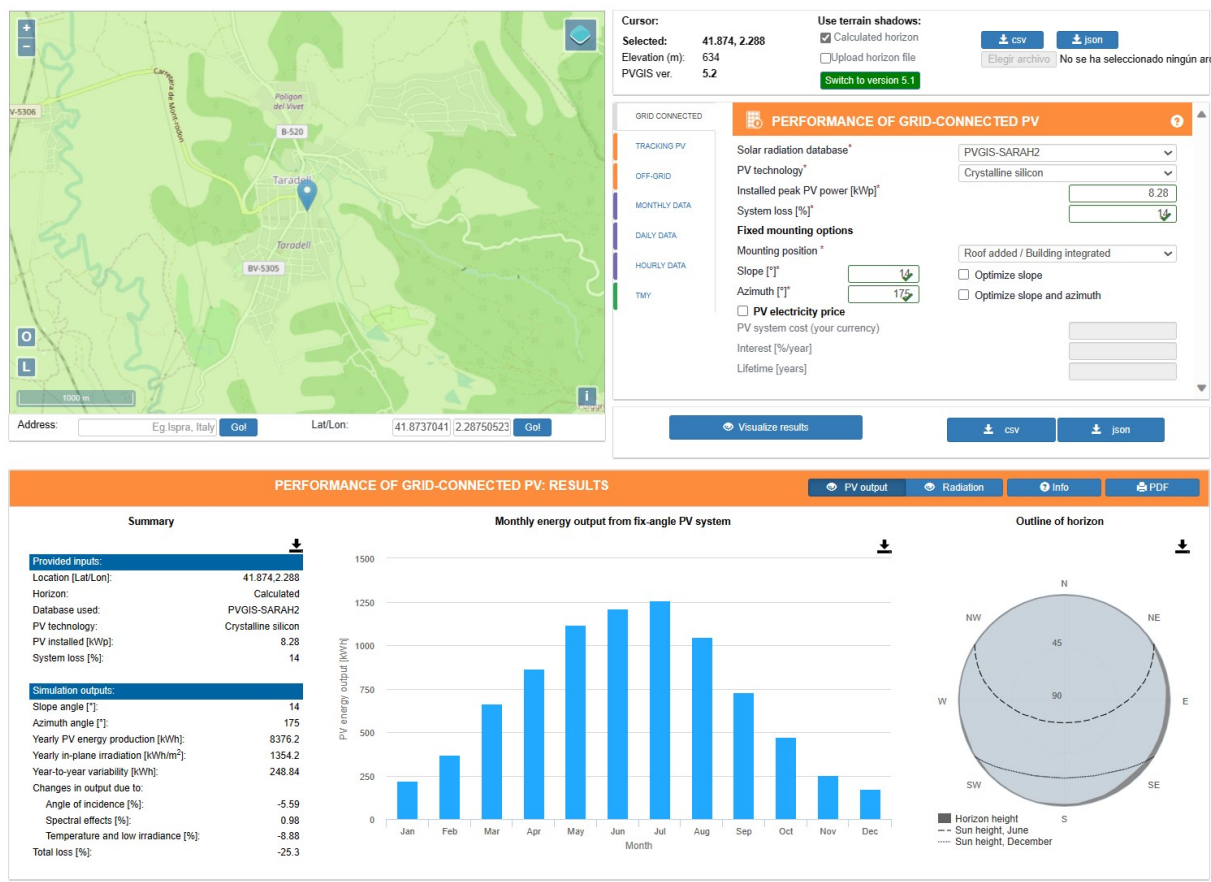 +
−
Carretera de Mont-rodon
V-5306
Polígon
del Vivet
B-520
Taradell
Taradell
BV-5305
O
L
1000 m
i
Address:
Eg.Ispra, Italy
Go!
Lat/Lon:
41.8737041
2.28750523
Go!
Cursor:
Selected:
41.874, 2.288
Elevation (m):
634
PVGIS ver.
5.2
Use terrain shadows:
Calculated horizon
Upload horizon file
Switch to version 5.1
csv
json
Elegir archivo No se ha seleccionado ningún arc
GRID CONNECTED
TRACKING PV
OFF-GRID
MONTHLY DATA
DAILY DATA
HOURLY DATA
TMY
PERFORMANCE OF GRID-CONNECTED PV
?
Solar radiation database*
PVGIS-SARAH2
PV technology*
Crystalline silicon
Installed peak PV power [kWp]*
8.28
System loss [%]*
14
Fixed mounting options
Mounting position *
Roof added / Building integrated
Slope [°]*
14
Optimize slope
Azimuth [°]*
175
Optimize slope and azimuth
PV electricity price
PV system cost (your currency)
Interest [%/year]
Lifetime [years]
Visualize results
csv
json
PERFORMANCE OF GRID-CONNECTED PV: RESULTS
PV output
Radiation
Info
PDF
Summary
Provided inputs:
Location [Lat/Lon]: 41.874,2.288
Horizon: Calculated
Database used: PVGIS-SARAH2
PV technology: Crystalline silicon
PV installed [kWp]: 8.28
System loss [%]: 14
Simulation outputs:
Slope angle [°]: 14
Azimuth angle [°]: 175
Yearly PV energy production [kWh]: 8376.2
Yearly in-plane irradiation [kWh/m²]: 1354.2
Year-to-year variability [kWh]: 248.84
Changes in output due to:
Angle of incidence [%]: -5.59
Spectral effects [%]: 0.98
Temperature and low irradiance [%]: -8.88
Total loss [%]: -25.3
Monthly energy output from fix-angle PV system
PV energy output [kWh]
1500
1250
1000
750
500
250
0
Jan Feb Mar Apr May Jun Jul Aug Sep Oct Nov Dec
Month
Outline of horizon
N
NW
NE
45
90
W
E
SW
SE
S
Horizon height
Sun height, June
Sun height, December